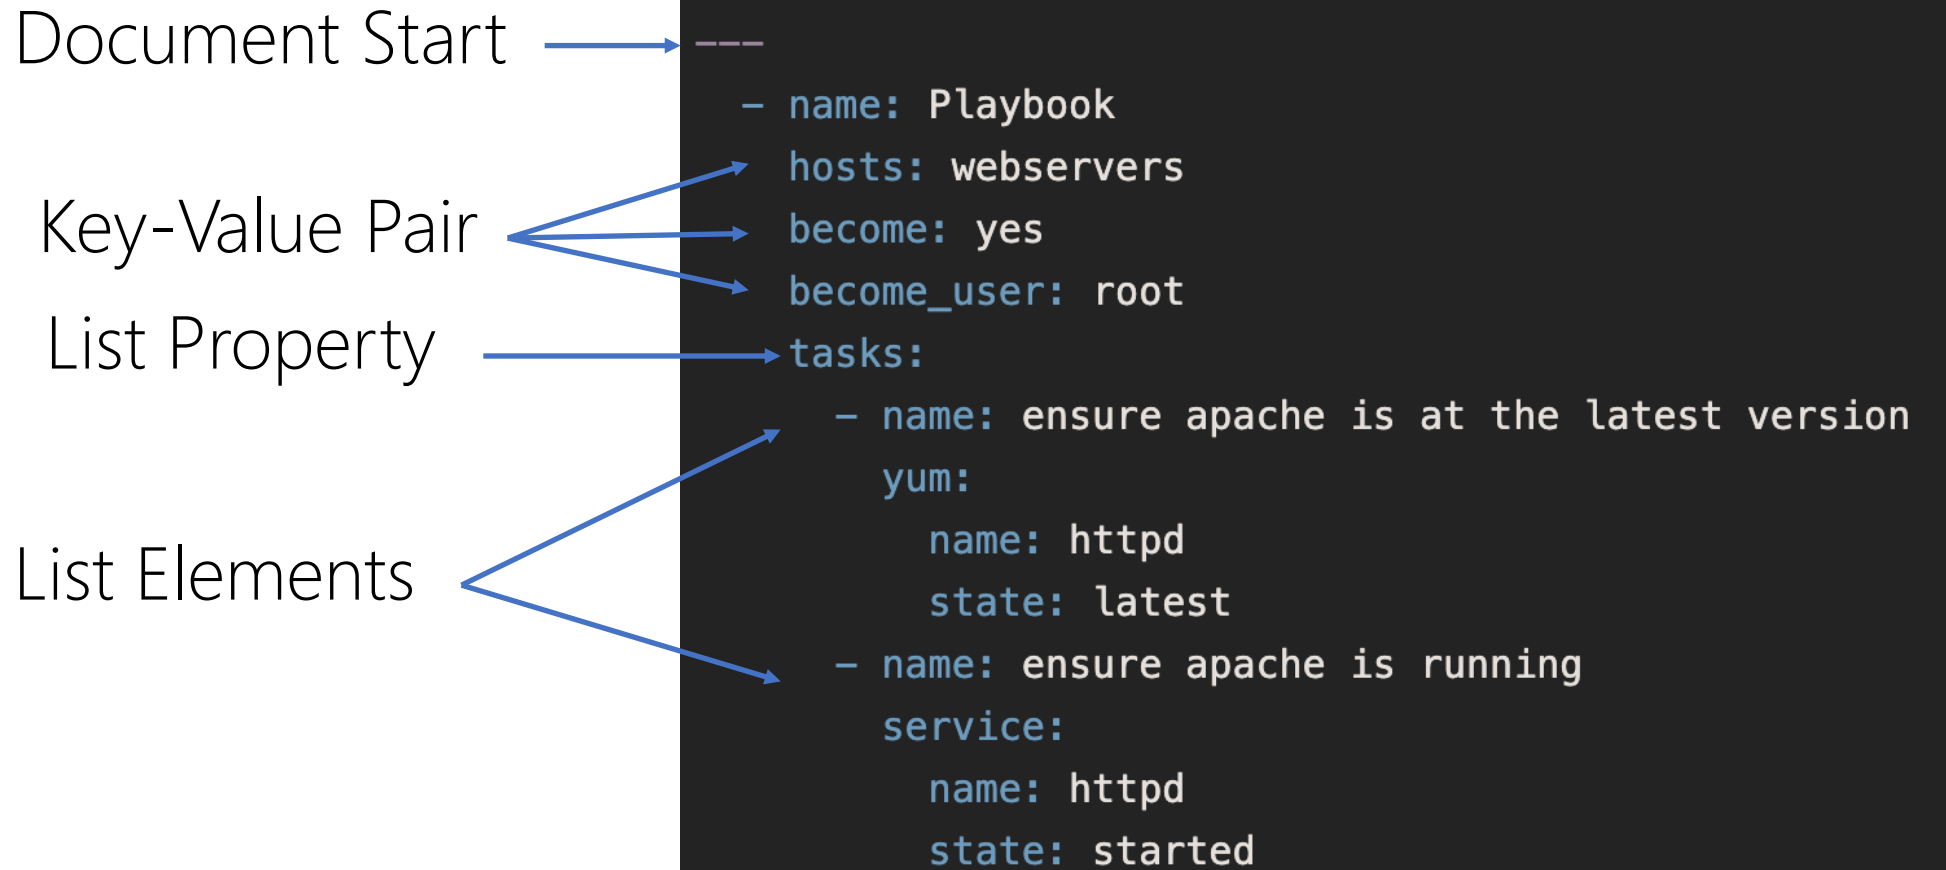 Document Start
Key-Value Pair
List Property
List Elements
---
- name: Playbook
hosts: webservers
become: yes
become_user: root
tasks:
- name: ensure apache is at the latest version
yum:
name: httpd
state: latest
- name: ensure apache is running
service:
name: httpd
state: started